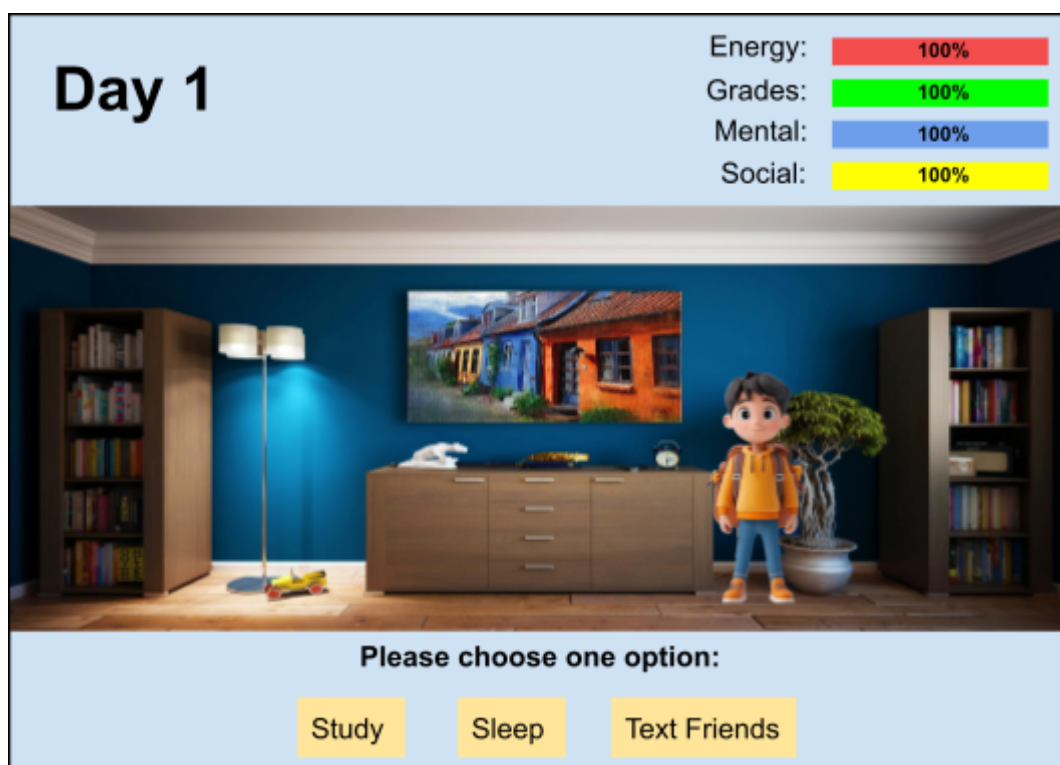 Day 1
Energy: 100%
Grades: 100%
Mental: 100%
Social: 100%
Please choose one option:
Study Sleep Text Friends